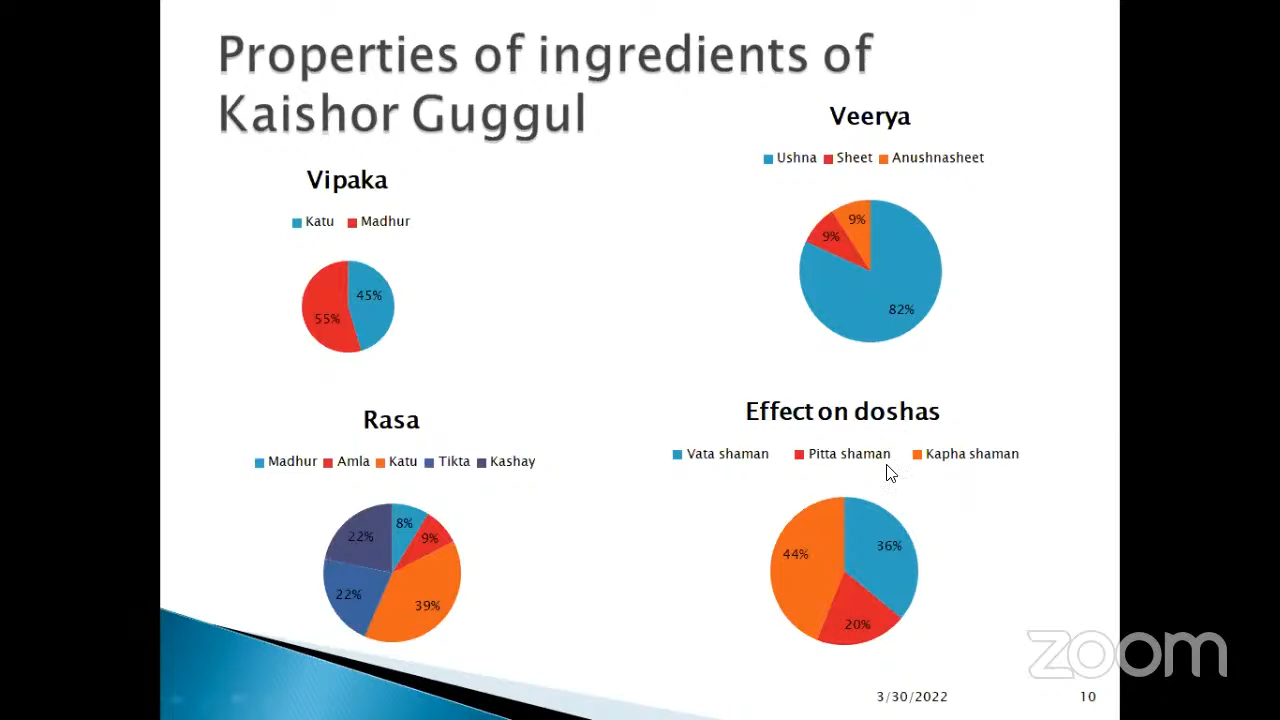 Properties of ingredients of
Kaishor Guggul
Vipaka
Katu Madhur
45%
55%
Veerya
Ushna Sheet Anushnasheet
9%
9%
82%
Rasa
Madhur Amla Katu Tikta Kashay
8%
9%
22%
22%
39%
Effect on doshas
Vata shaman Pitta shaman Kapha shaman
36%
44%
20%
zoom
3/30/2022 10